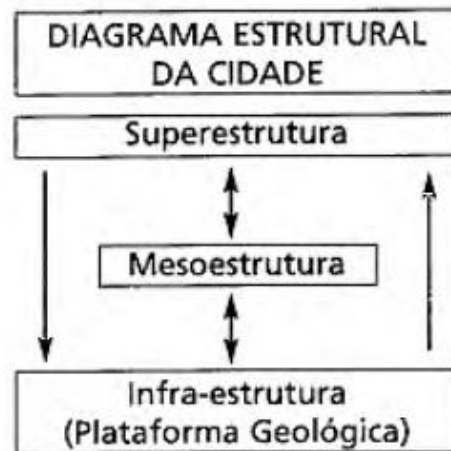 DIAGRAMA ESTRUTURAL
DA CIDADE
Superestrutura
Mesoestrutura
Infra-estrutura
(Plataforma Geológica)